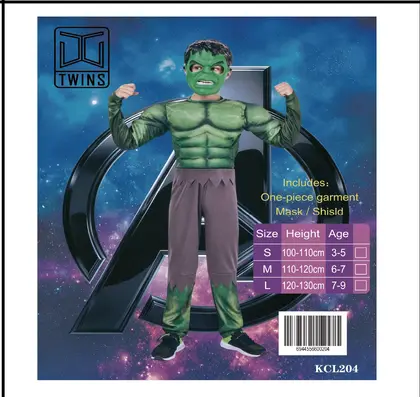 TWINS
Includes:
One-piece garment
Mask / Shisld
Size Height Age
S 100-110cm 3-5
M 110-120cm 6-7
L 120-130cm 7-9
6944556600204
KCL204